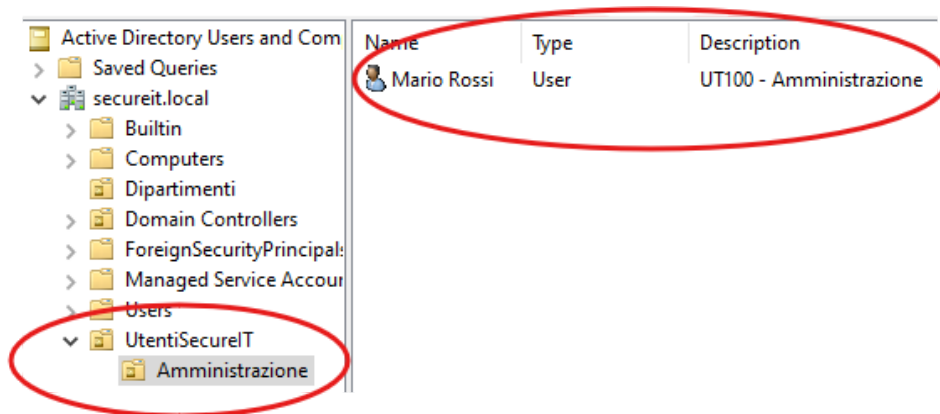 Active Directory Users and Com
Saved Queries
secureit.local
Builtin
Computers
Dipartimenti
Domain Controllers
ForeignSecurityPrincipals
Managed Service Accour
Users
UtentiSecureIT
Amministrazione
Name Type Description
Mario Rossi User UT100 - Amministrazione